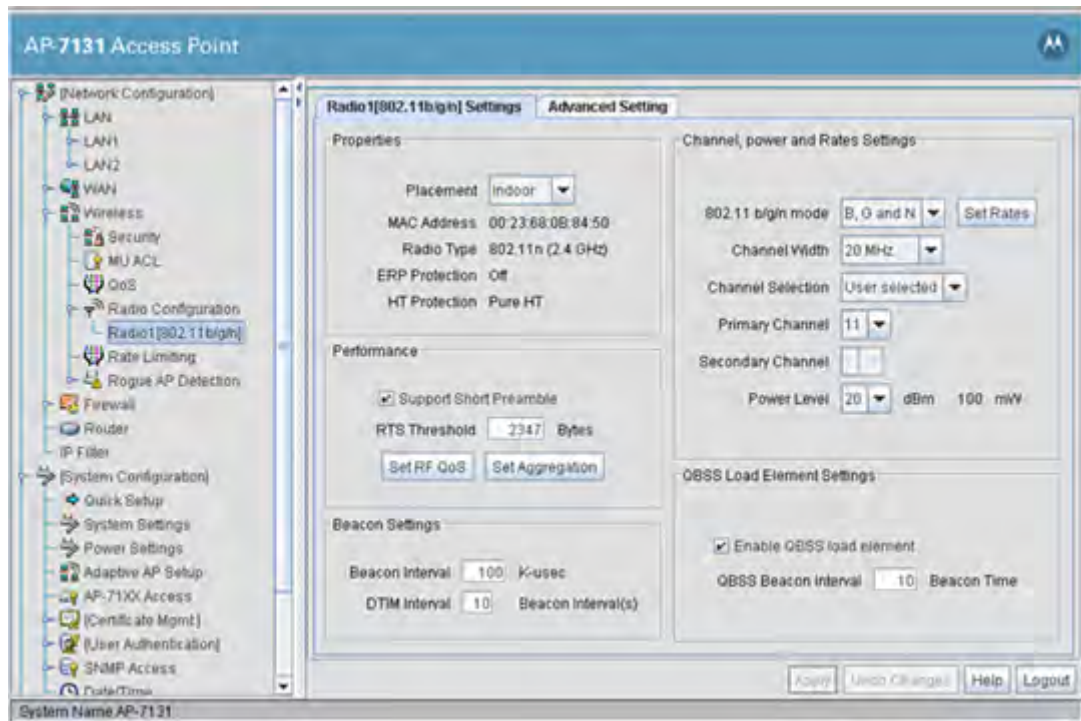 AP-7131 Access Point
[Network Configuration]
LAN
LAN1
LAN2
WAN
Wireless
Security
MU ACL
QoS
Radio Configuration
Radio1[802.11b/g/n]
Rate Limiting
Rogue AP Detection
Firewall
Router
IP Filter
[System Configuration]
Quick Setup
System Settings
Power Settings
Adaptive AP Setup
AP-71XX Access
[Certificate Mgmt]
[User Authentication]
SNMP Access
Date/Time
Radio1[802.11b/g/n] Settings Advanced Setting
Properties
Placement Indoor
MAC Address 00:23:68:0B:84:50
Radio Type 802.11n (2.4 GHz)
ERP Protection Off
HT Protection Pure HT
Performance
Support Short Preamble
RTS Threshold 2347 Bytes
Set RF QoS Set Aggregation
Beacon Settings
Beacon Interval 100 K-usec
DTIM Interval 10 Beacon Interval(s)
Channel, power and Rates Settings
802.11 b/g/n mode B, G and N Set Rates
Channel Width 20 MHz
Channel Selection User selected
Primary Channel 11
Secondary Channel
Power Level 20 dBm 100 mW
QBSS Load Element Settings
Enable QBSS load element
QBSS Beacon Interval 10 Beacon Time
Apply Undo Changes Help Logout
System Name AP-7131